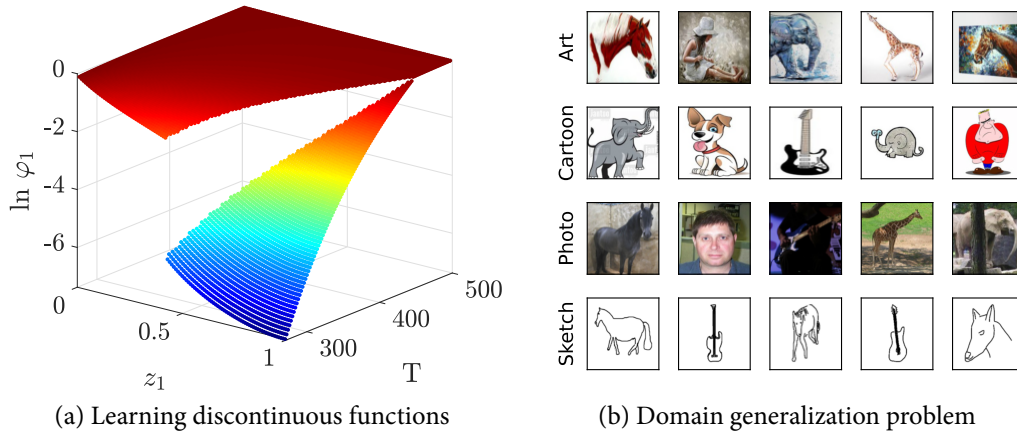 0
-2
-4
-6
ln φ₁
0
0.5
1
z₁
300
400
500
T
(a) Learning discontinuous functions
Art
Cartoon
Photo
Sketch
(b) Domain generalization problem